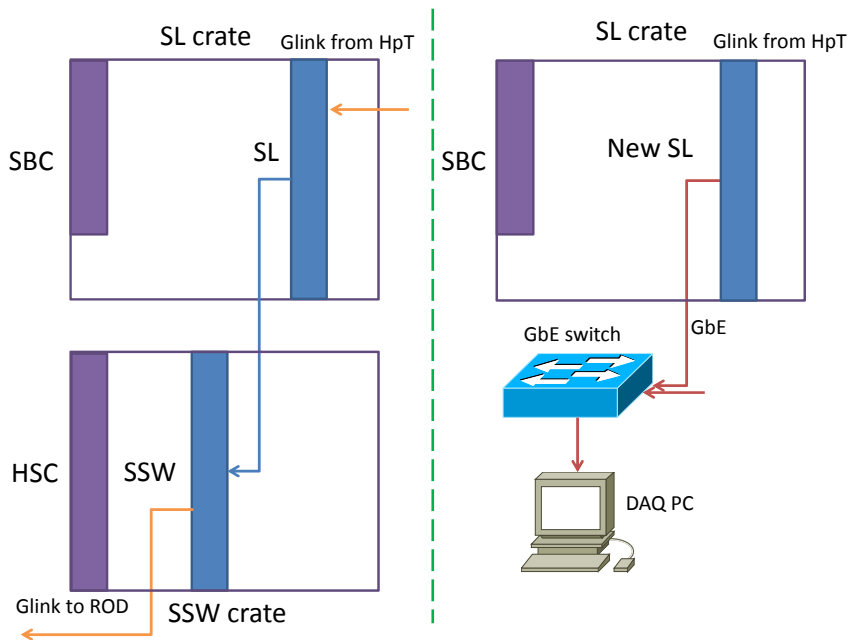 SL crate
Glink from HpT
SBC
SL
HSC
SSW
Glink to ROD
SSW crate
SL crate
Glink from HpT
SBC
New SL
GbE
GbE switch
DAQ PC